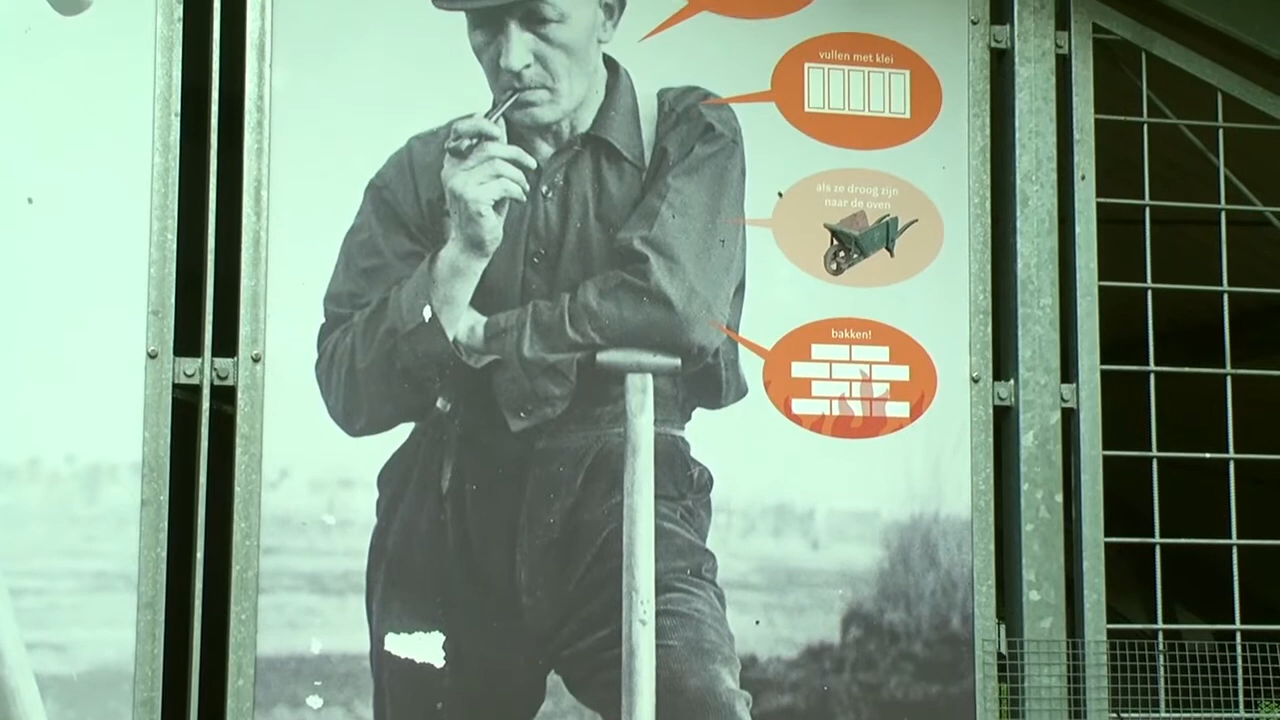 vullen met klei
als ze droog zijn
naar de oven
bakken!